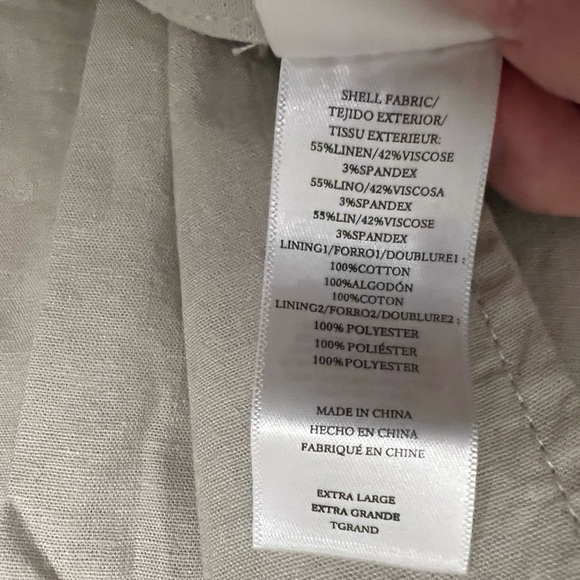 SHELL FABRIC/
TEJIDO EXTERIOR/
TISSU EXTERIEUR:
55%LINEN/42%VISCOSE
3%SPANDEX
55%LINO/42%VISCOSA
3%SPANDEX
55%LIN/42%VISCOSE
3%SPANDEX
LINING1/FORRO1/DOUBLURE1:
100%COTTON
100%ALGODÓN
100%COTON
LINING2/FORRO2/DOUBLURE2:
100% POLYESTER
100% POLIÉSTER
100% POLYESTER
MADE IN CHINA
HECHO EN CHINA
FABRIQUÉ EN CHINE
EXTRA LARGE
EXTRA GRANDE
TGRAND